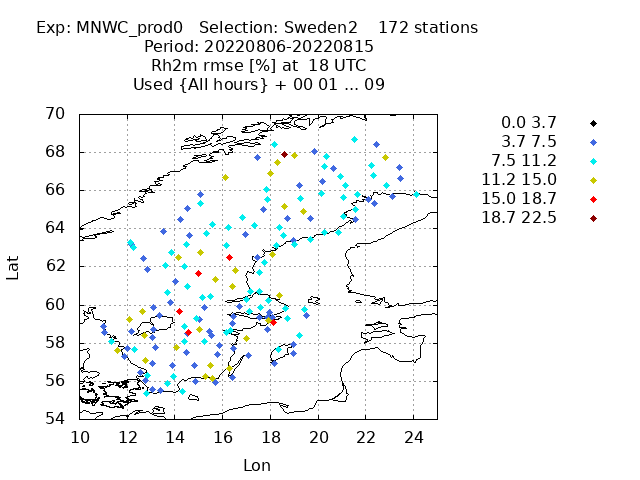 Exp: MNWC_prod0 Selection: Sweden2 172 stations
Period: 20220806-20220815
Rh2m rmse [%] at 18 UTC
Used {All hours} + 00 01 ... 09
0.0 3.7
3.7 7.5
7.5 11.2
11.2 15.0
15.0 18.7
18.7 22.5
70
68
66
64
62
60
58
56
54
Lat
10 12 14 16 18 20 22 24
Lon